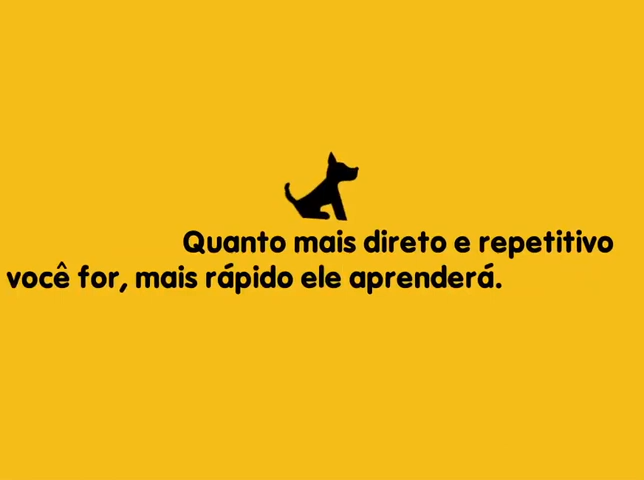 Quanto mais direto e repetitivo
você for, mais rápido ele aprenderá.